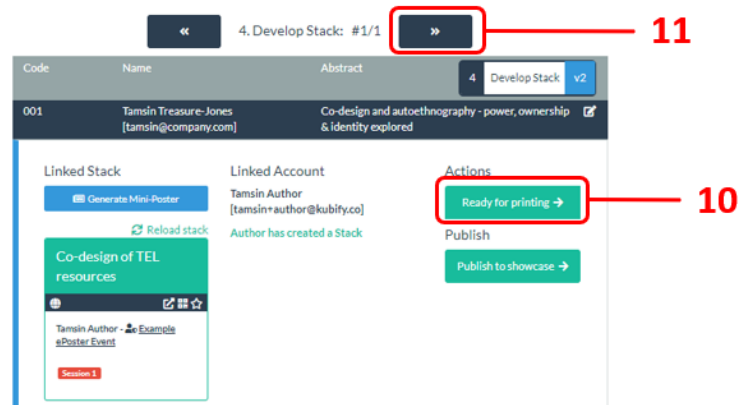 « 4. Develop Stack: #1/1 » 11
Code Name Abstract 4 Develop Stack v2
001 Tamsin Treasure-Jones Co-design and autoethnography - power, ownership
[tamsin@company.com] & identity explored
Linked Stack Linked Account Actions
Generate Mini-Poster Tamsin Author Ready for printing → 10
[tamsin+author@kubify.co]
Reload stack Author has created a Stack Publish
Co-design of TEL Publish to showcase →
resources
Tamsin Author - Example
ePoster Event
Session 1